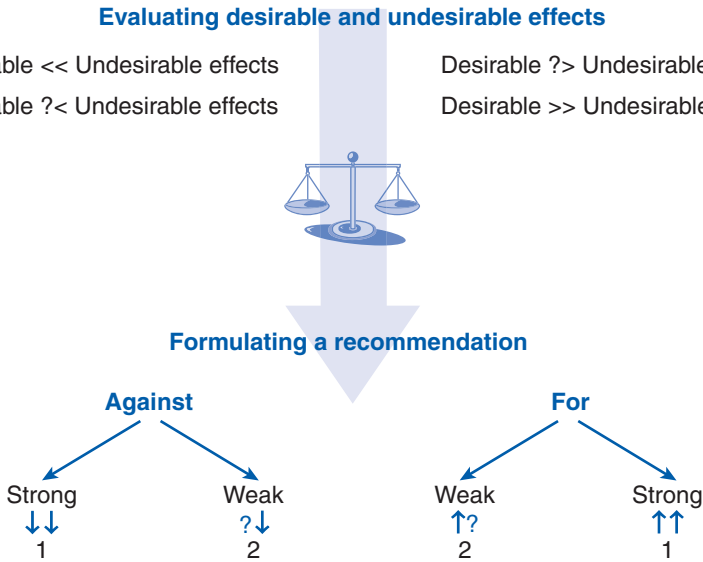 Evaluating desirable and undesirable effects
able << Undesirable effects
Desirable ?> Undesirable
able ?< Undesirable effects
Desirable >> Undesirable
Formulating a recommendation
Against
For
Strong
Weak
Weak
Strong
↓↓
?↓
↑?
↑↑
1
2
2
1